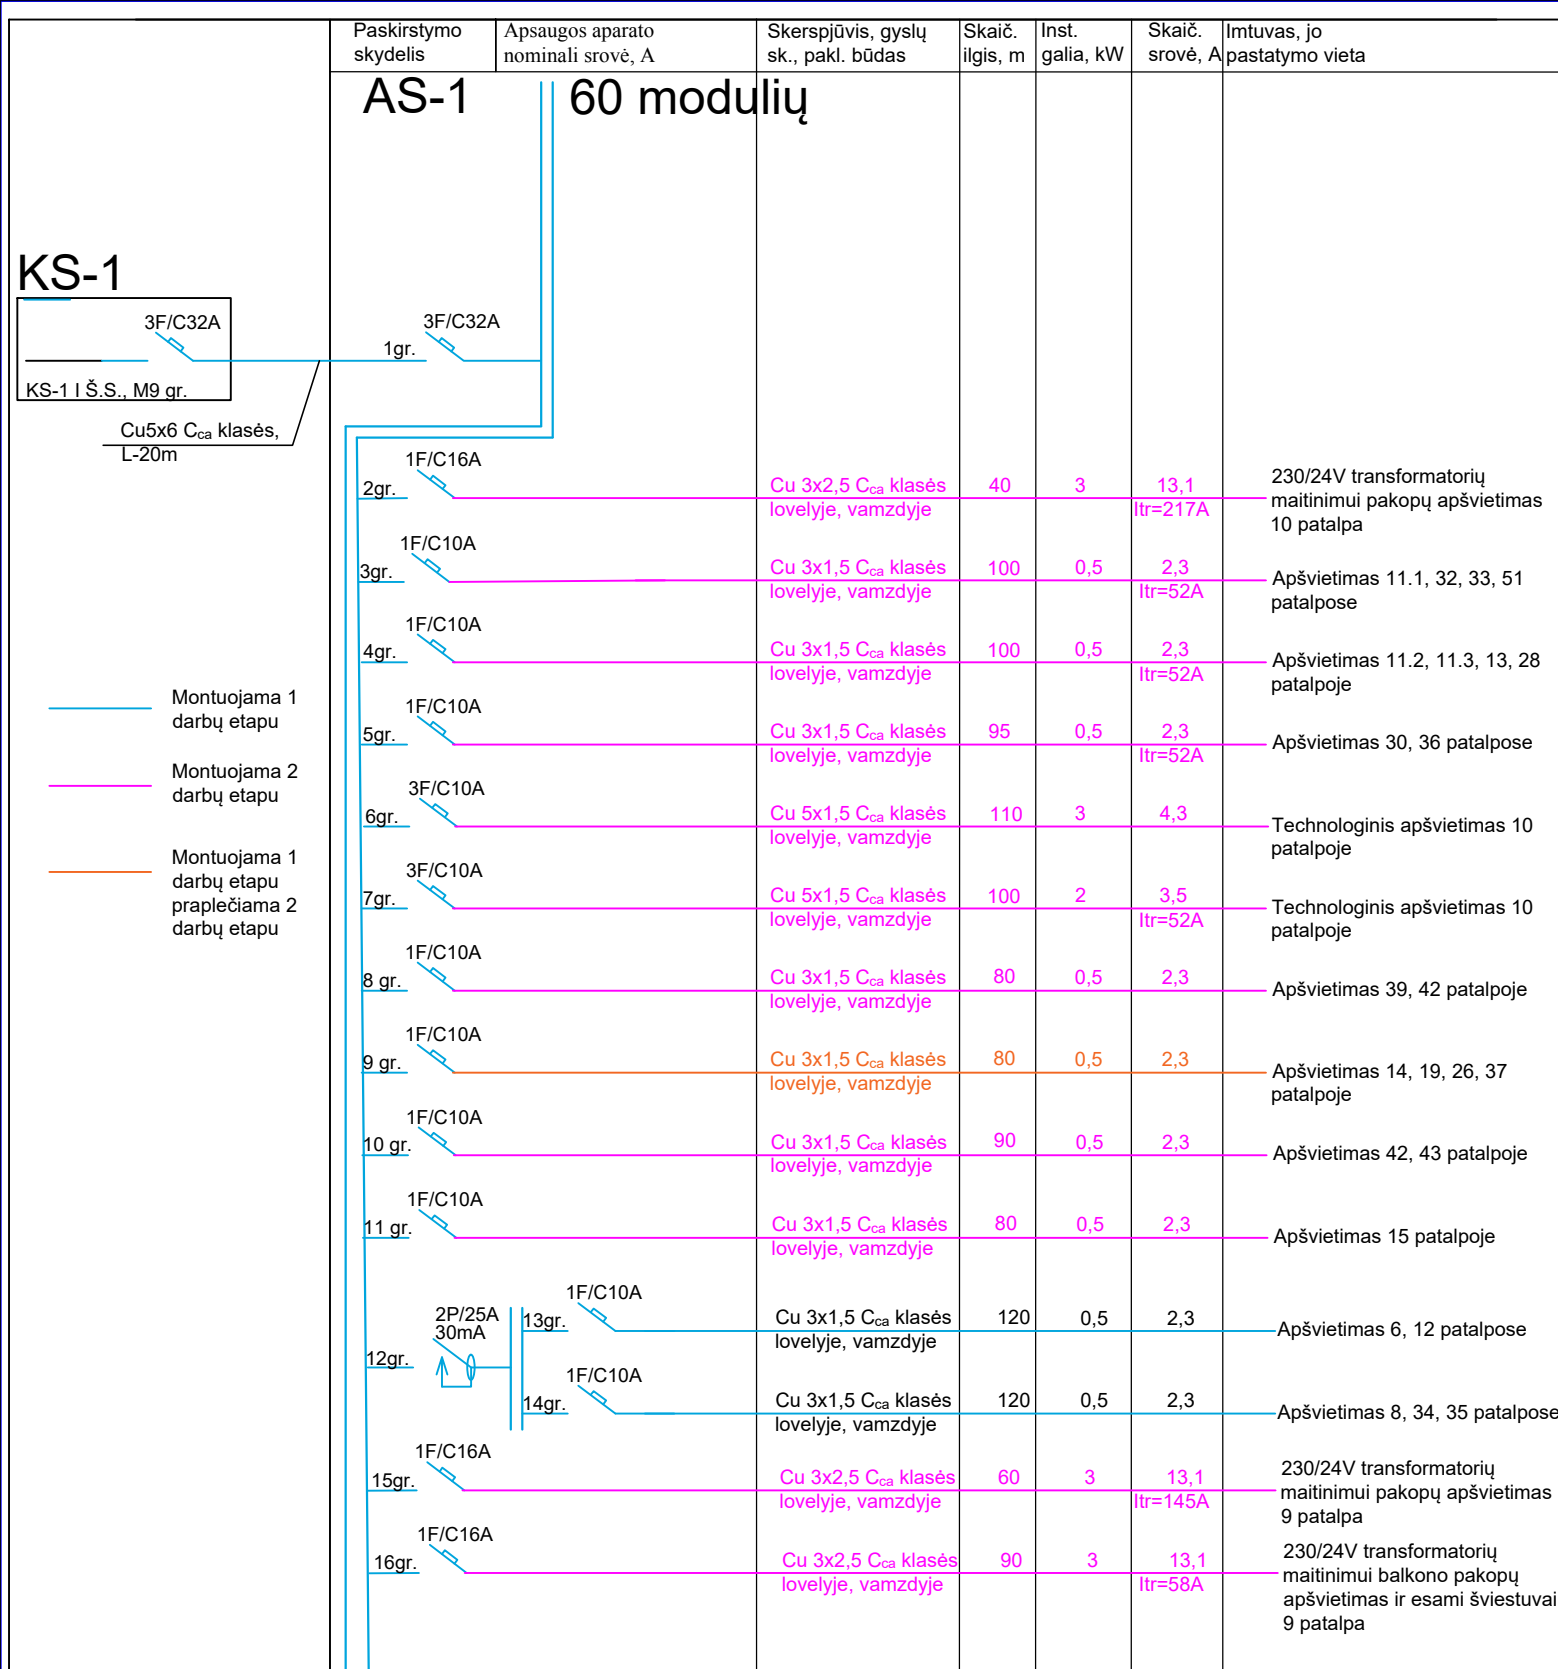 Paskirstymo
skydelis
Apsaugos aparato
nominali srovė, A
Skerspjūvis, gyslų
sk., pakl. būdas
Skaič.
ilgis, m
Inst.
galia, kW
Skaič.
srovė, A
Imtuvas, jo
pastatymo vieta
AS-1
60 modulių
KS-1
3F/C32A
KS-1 I Š.S., M9 gr.
1gr.
3F/C32A
Cu5x6 Cca klasės,
L-20m
Montuojama 1
darbų etapu
Montuojama 2
darbų etapu
Montuojama 1
darbų etapu
praplečiama 2
darbų etapu
2gr.
1F/C16A
Cu 3x2,5 Cca klasės
lovelyje, vamzdyje
40
3
13,1
Itr=217A
230/24V transformatorių
maitinimui pakopų apšvietimas
10 patalpa
3gr.
1F/C10A
Cu 3x1,5 Cca klasės
lovelyje, vamzdyje
100
0,5
2,3
Itr=52A
Apšvietimas 11.1, 32, 33, 51
patalpose
4gr.
1F/C10A
Cu 3x1,5 Cca klasės
lovelyje, vamzdyje
100
0,5
2,3
Itr=52A
Apšvietimas 11.2, 11.3, 13, 28
patalpoje
5gr.
1F/C10A
Cu 3x1,5 Cca klasės
lovelyje, vamzdyje
95
0,5
2,3
Itr=52A
Apšvietimas 30, 36 patalpose
6gr.
3F/C10A
Cu 5x1,5 Cca klasės
lovelyje, vamzdyje
110
3
4,3
Technologinis apšvietimas 10
patalpoje
7gr.
3F/C10A
Cu 5x1,5 Cca klasės
lovelyje, vamzdyje
100
2
3,5
Itr=52A
Technologinis apšvietimas 10
patalpoje
8 gr.
1F/C10A
Cu 3x1,5 Cca klasės
lovelyje, vamzdyje
80
0,5
2,3
Apšvietimas 39, 42 patalpoje
9 gr.
1F/C10A
Cu 3x1,5 Cca klasės
lovelyje, vamzdyje
80
0,5
2,3
Apšvietimas 14, 19, 26, 37
patalpoje
10 gr.
1F/C10A
Cu 3x1,5 Cca klasės
lovelyje, vamzdyje
90
0,5
2,3
Apšvietimas 42, 43 patalpoje
11 gr.
1F/C10A
Cu 3x1,5 Cca klasės
lovelyje, vamzdyje
80
0,5
2,3
Apšvietimas 15 patalpoje
12gr.
2P/25A
30mA
13gr.
1F/C10A
Cu 3x1,5 Cca klasės
lovelyje, vamzdyje
120
0,5
2,3
Apšvietimas 6, 12 patalpose
14gr.
1F/C10A
Cu 3x1,5 Cca klasės
lovelyje, vamzdyje
120
0,5
2,3
Apšvietimas 8, 34, 35 patalpose
15gr.
1F/C16A
Cu 3x2,5 Cca klasės
lovelyje, vamzdyje
60
3
13,1
Itr=145A
230/24V transformatorių
maitinimui pakopų apšvietimas
9 patalpa
16gr.
1F/C16A
Cu 3x2,5 Cca klasės
lovelyje, vamzdyje
90
3
13,1
Itr=58A
230/24V transformatorių
maitinimui balkono pakopų
apšvietimas ir esami šviestuvai
9 patalpa